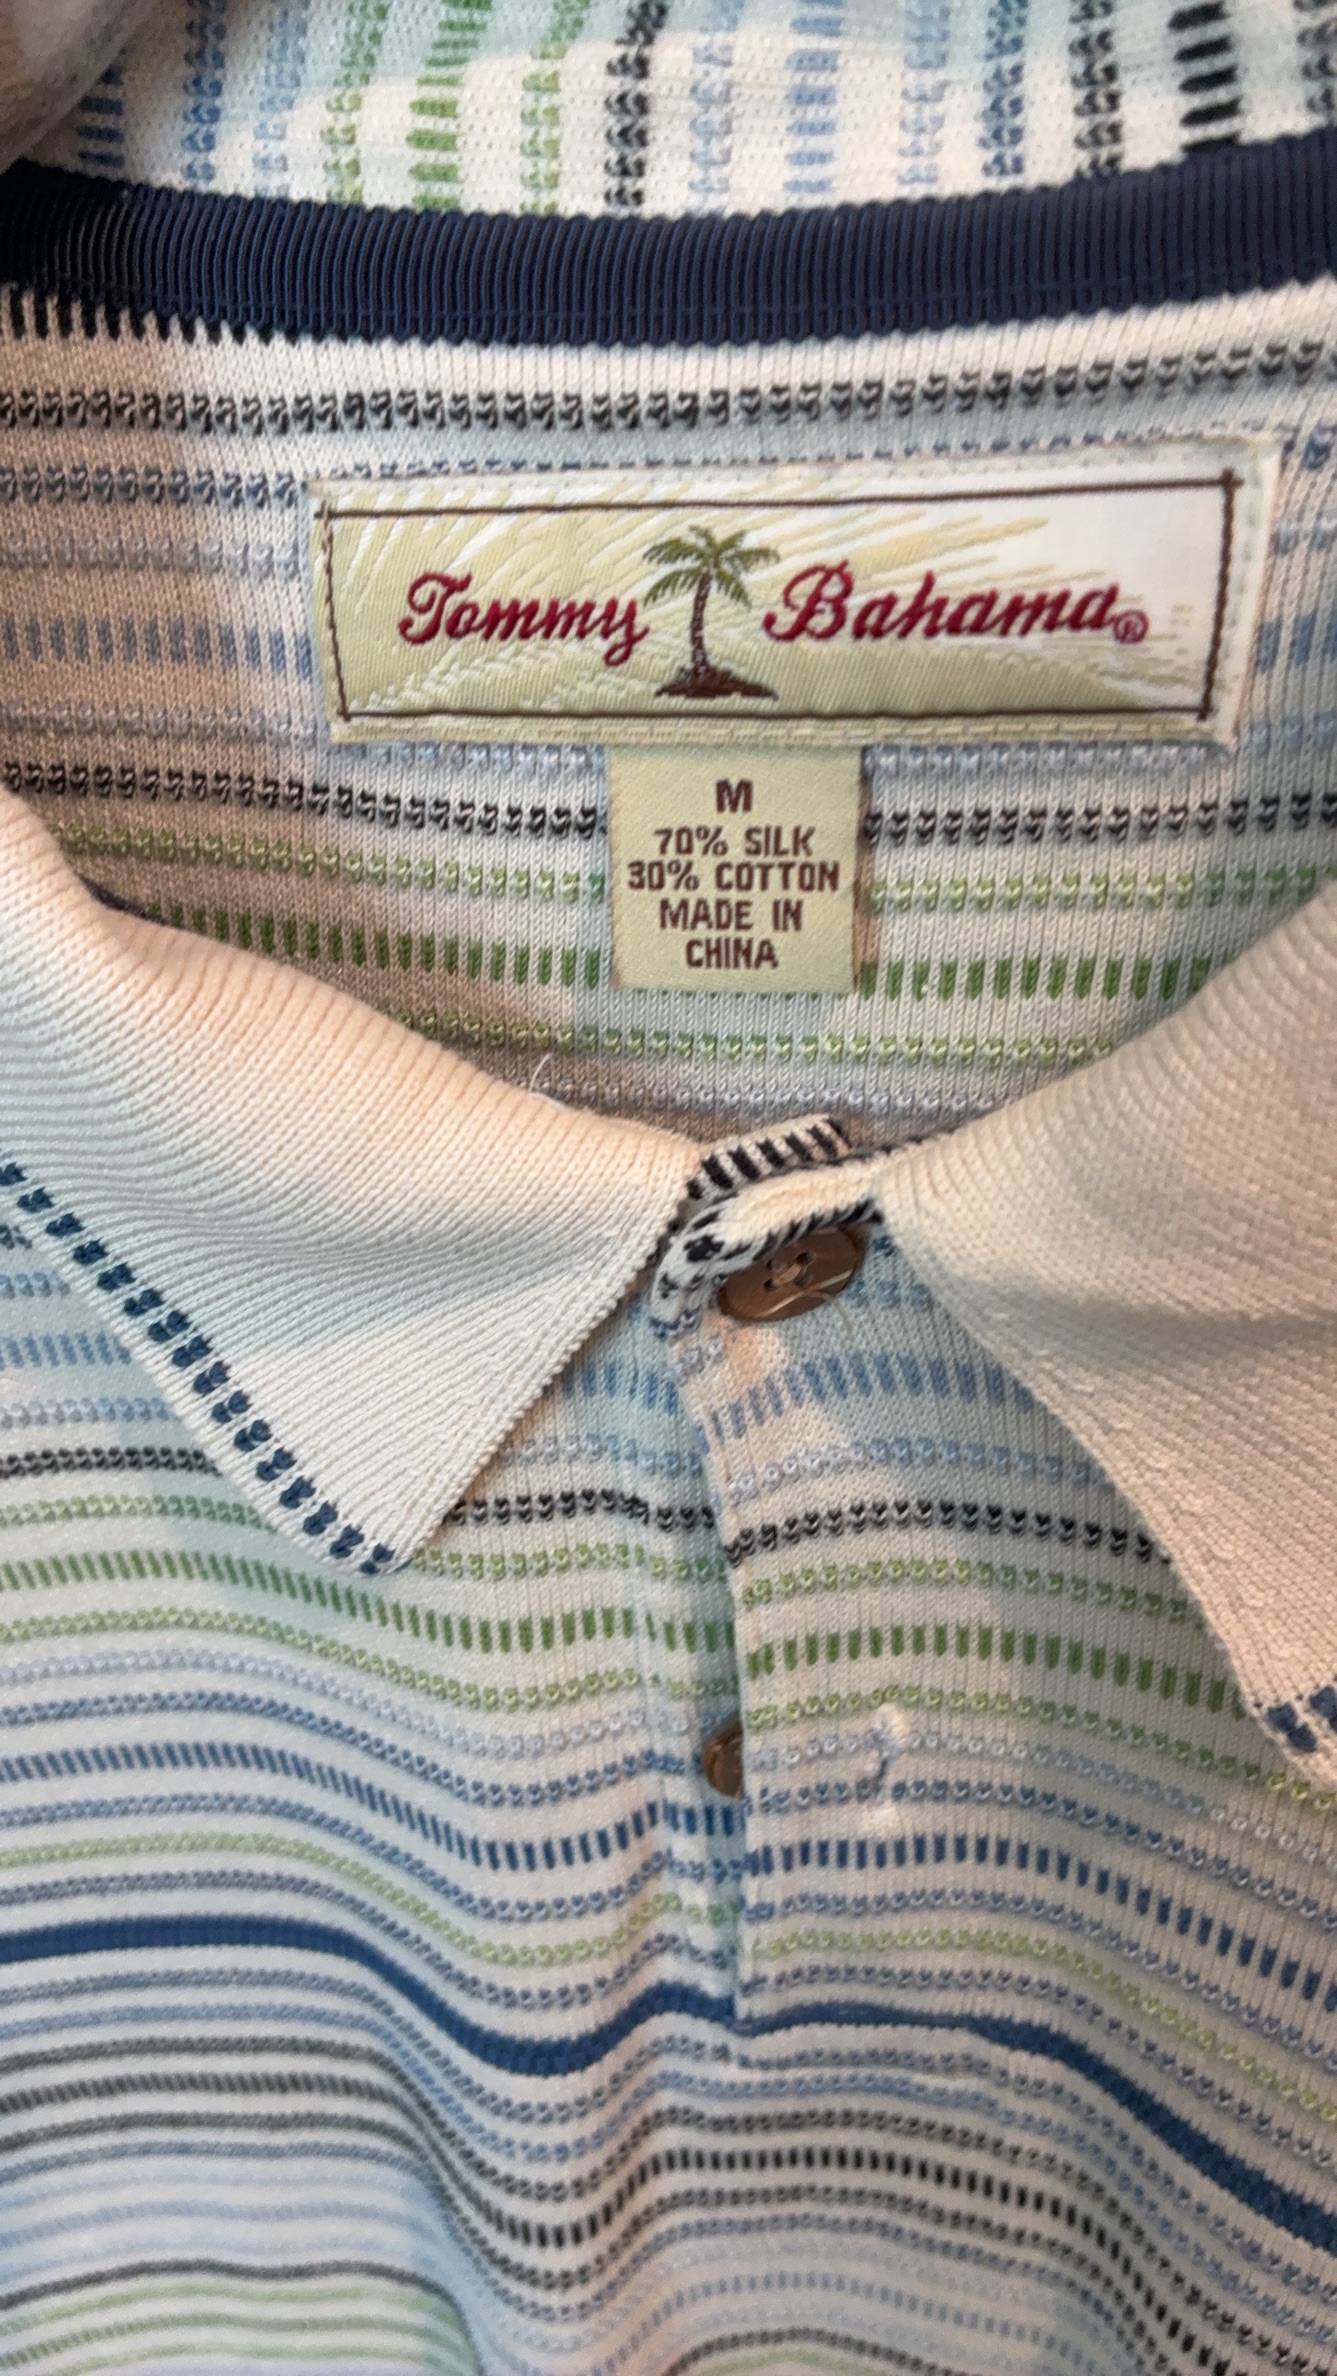 Tommy Bahama®
M
70% SILK
30% COTTON
MADE IN
CHINA